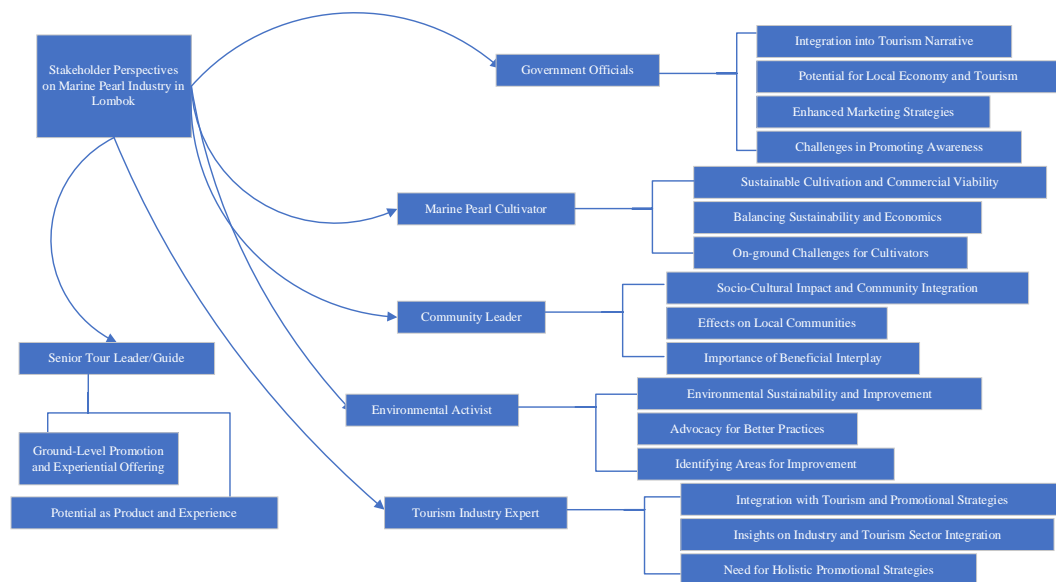 Stakeholder Perspectives
on Marine Pearl Industry in
Lombok
Government Officials
Integration into Tourism Narrative
Potential for Local Economy and Tourism
Enhanced Marketing Strategies
Challenges in Promoting Awareness
Marine Pearl Cultivator
Sustainable Cultivation and Commercial Viability
Balancing Sustainability and Economics
On-ground Challenges for Cultivators
Community Leader
Socio-Cultural Impact and Community Integration
Effects on Local Communities
Importance of Beneficial Interplay
Environmental Activist
Environmental Sustainability and Improvement
Advocacy for Better Practices
Identifying Areas for Improvement
Tourism Industry Expert
Integration with Tourism and Promotional Strategies
Insights on Industry and Tourism Sector Integration
Need for Holistic Promotional Strategies
Senior Tour Leader/Guide
Ground-Level Promotion
and Experiential Offering
Potential as Product and Experience